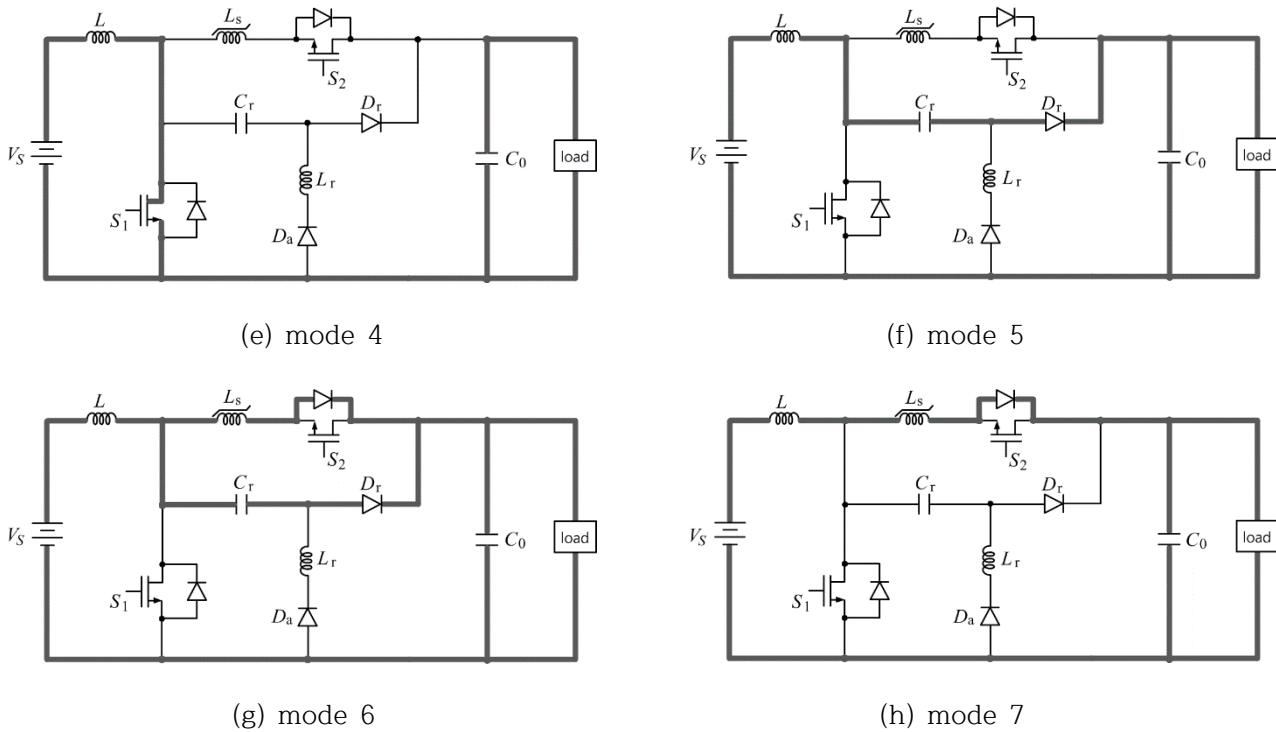 L
Ls
S2
Cr
Dr
VS
Lr
C0
load
S1
Da
(e) mode 4
L
Ls
S2
Cr
Dr
VS
Lr
C0
load
S1
Da
(f) mode 5
L
Ls
S2
Cr
Dr
VS
Lr
C0
load
S1
Da
(g) mode 6
L
Ls
S2
Cr
Dr
VS
Lr
C0
load
S1
Da
(h) mode 7